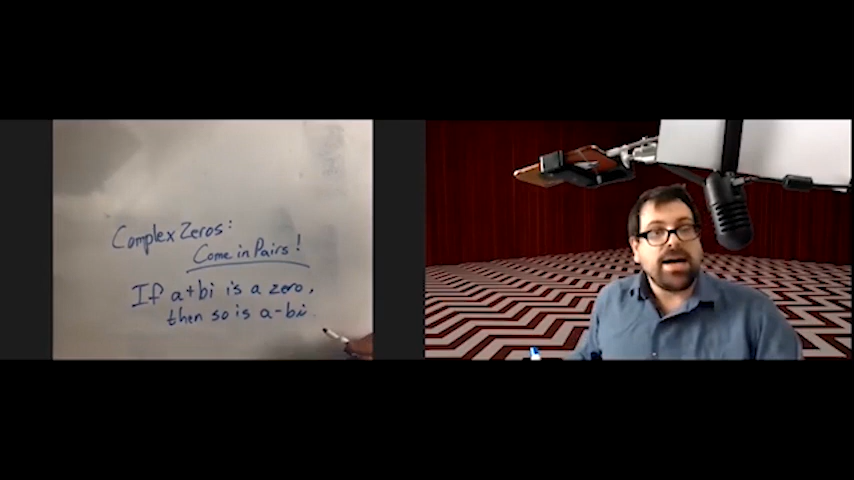 Complex Zeros:
Come in Pairs!
If a+bi is a zero,
then so is a-bi.